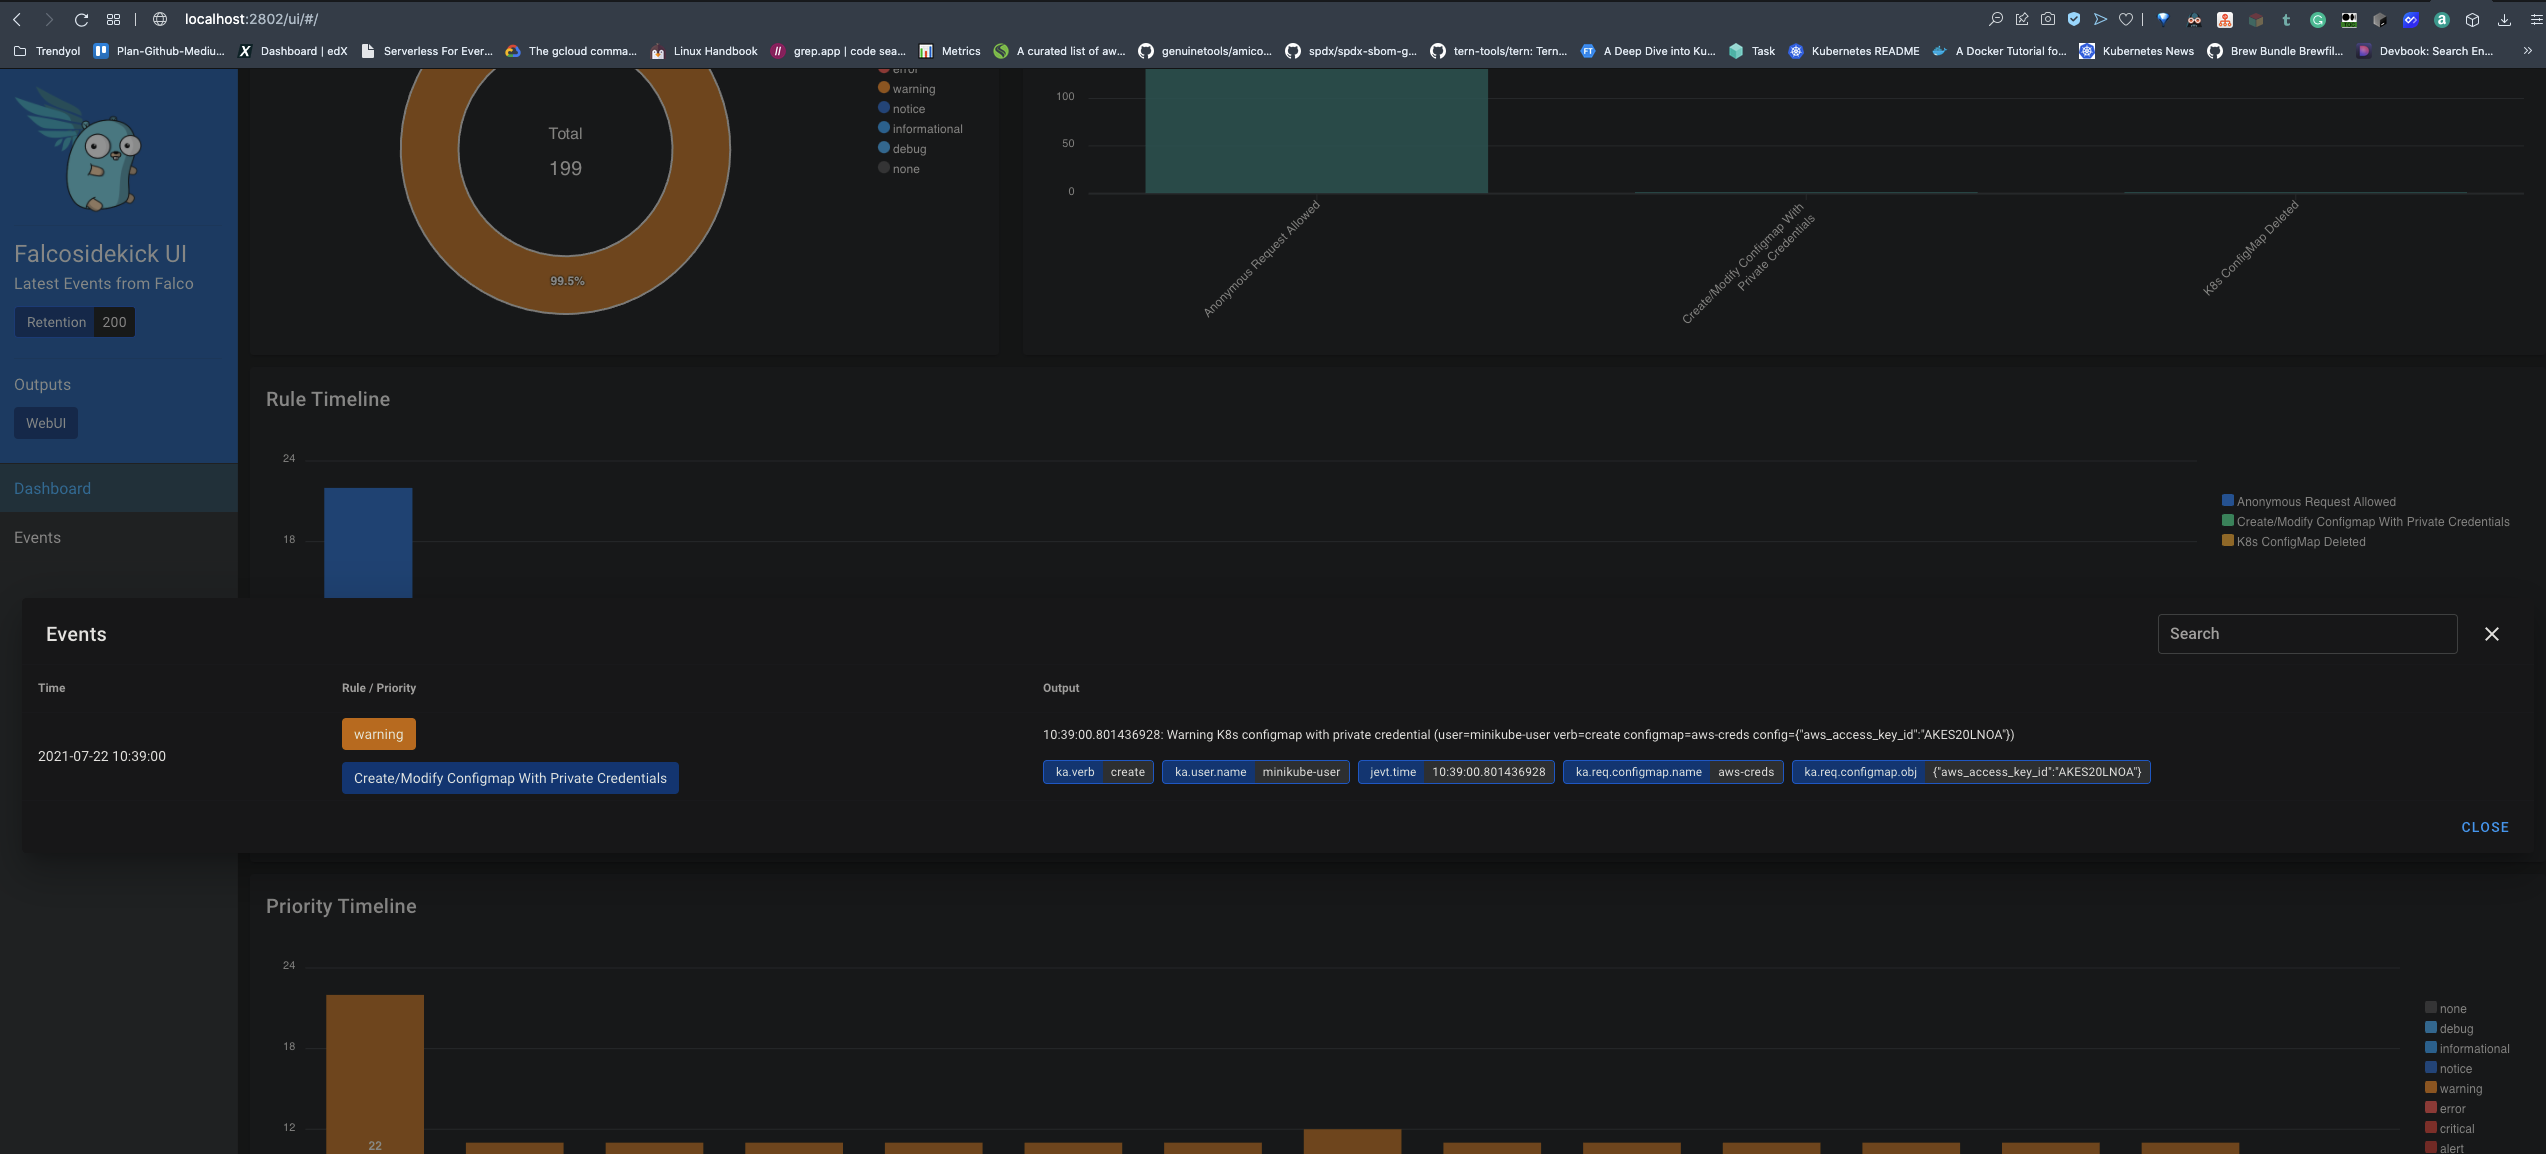 localhost:2802/ui/#/
Trendyol
Plan-Github-Mediu...
Dashboard | edX
Serverless For Ever...
The gcloud comma...
Linux Handbook
grep.app | code sea...
Metrics
A curated list of aw...
genuinetools/amico...
spdx/spdx-sbom-g...
tern-tools/tern: Tern...
A Deep Dive into Ku...
Task
Kubernetes README
A Docker Tutorial fo...
Kubernetes News
Brew Bundle Brewfil...
Devbook: Search En...
Falcosidekick UI
Latest Events from Falco
Retention 200
Outputs
WebUI
Dashboard
Events
Total
199
99.5%
error
warning
notice
informational
debug
none
100
50
0
Anonymous Request Allowed
Create/Modify Configmap With
Private Credentials
K8s ConfigMap Deleted
Rule Timeline
24
18
Anonymous Request Allowed
Create/Modify Configmap With Private Credentials
K8s ConfigMap Deleted
Events
Search
Time
Rule / Priority
Output
2021-07-22 10:39:00
warning
Create/Modify Configmap With Private Credentials
10:39:00.801436928: Warning K8s configmap with private credential (user=minikube-user verb=create configmap=aws-creds config={"aws_access_key_id":"AKES20LNOA"})
ka.verb create
ka.user.name minikube-user
jevt.time 10:39:00.801436928
ka.req.configmap.name aws-creds
ka.req.configmap.obj {"aws_access_key_id":"AKES20LNOA"}
CLOSE
Priority Timeline
24
18
12
22
none
debug
informational
notice
warning
error
critical
alert